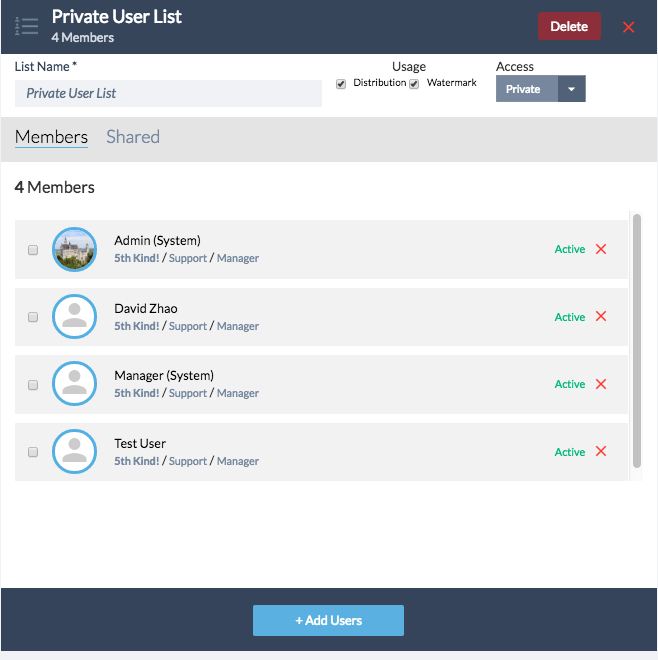 Private User List
4 Members
Delete
List Name *
Private User List
Usage
Distribution
Watermark
Access
Private
Members
Shared
4 Members
Admin (System)
5th Kind! / Support / Manager
Active
David Zhao
5th Kind! / Support / Manager
Active
Manager (System)
5th Kind! / Support / Manager
Active
Test User
5th Kind! / Support / Manager
Active
+ Add Users